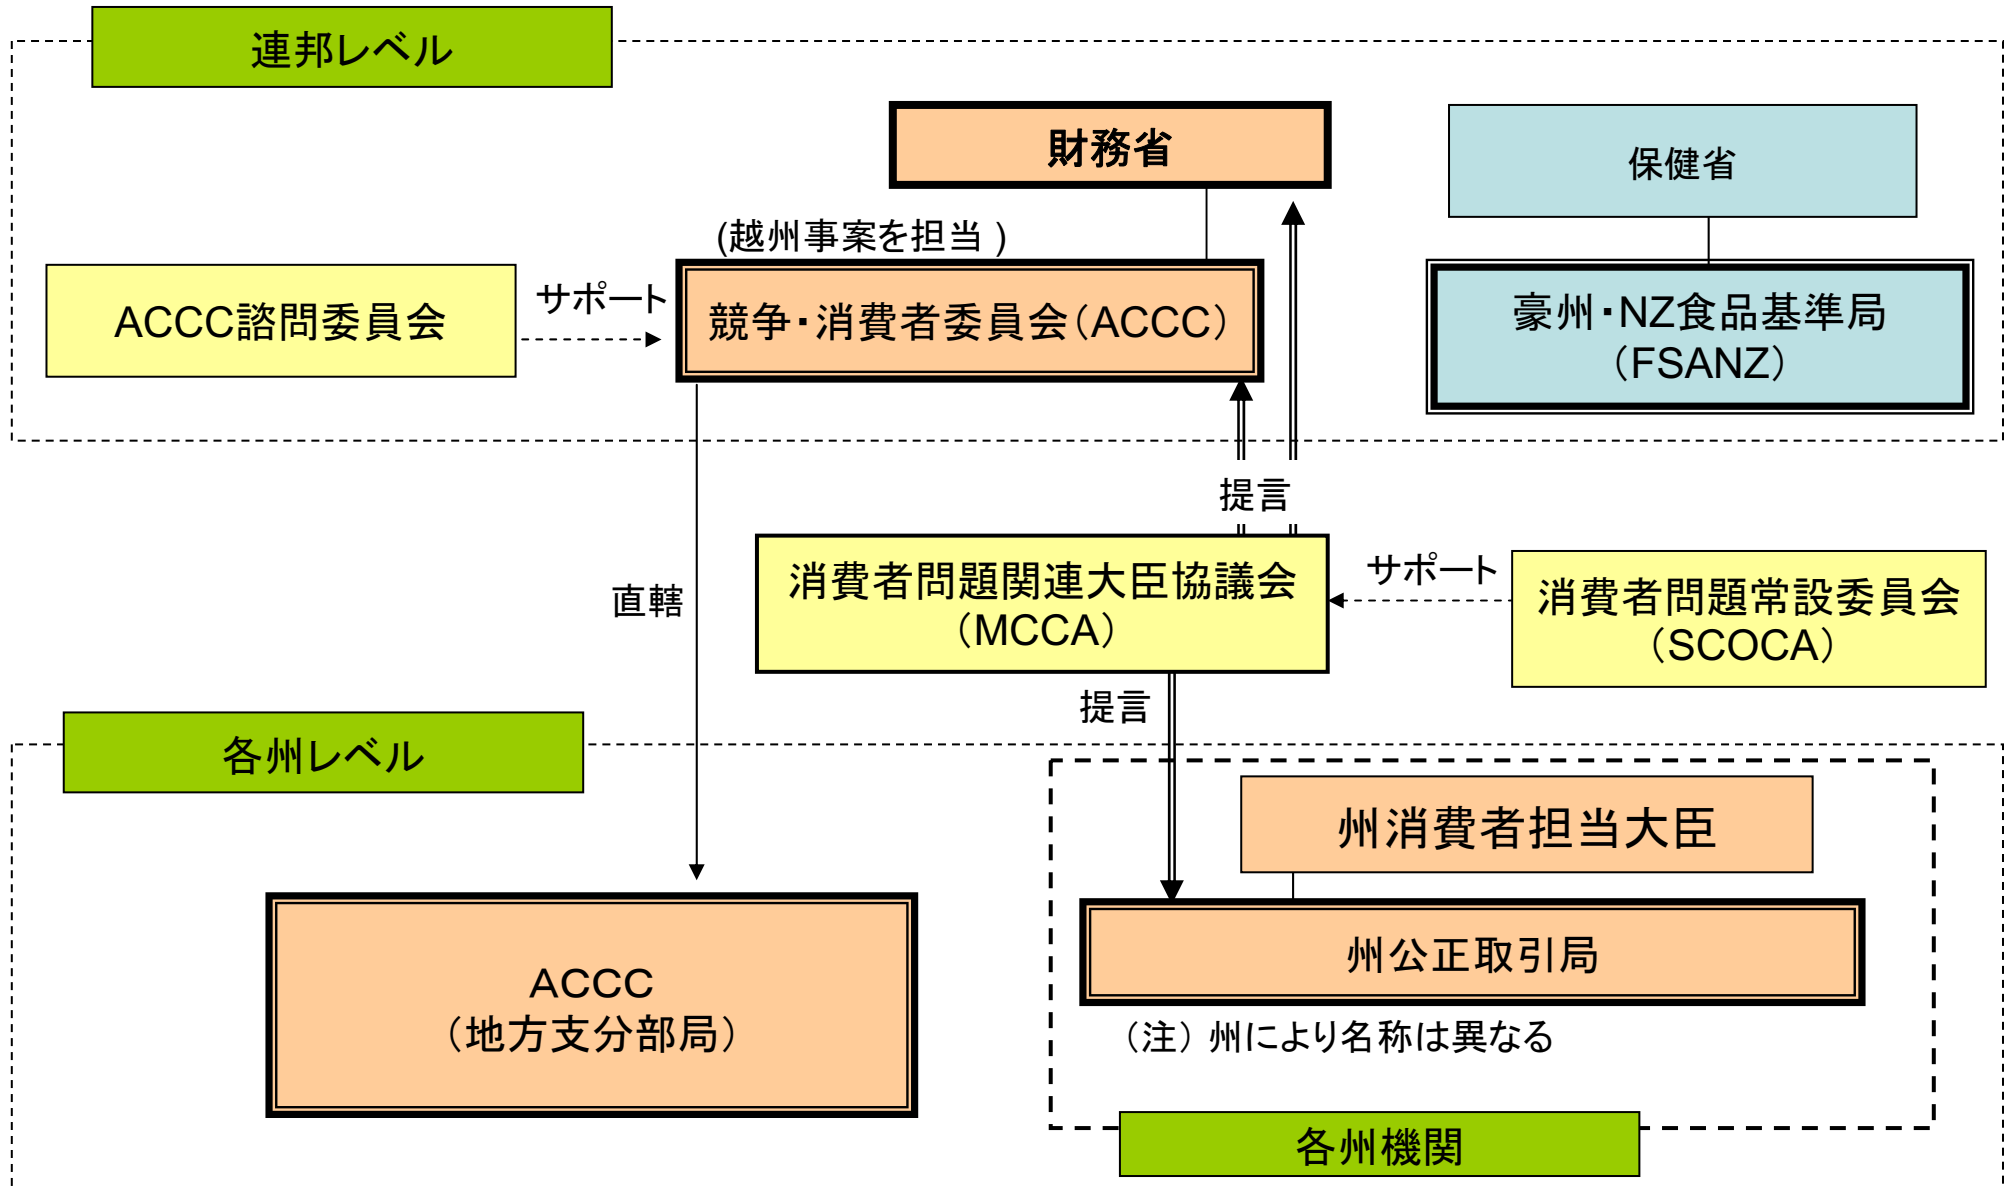 連邦レベル
財務省
保健省
(越州事案を担当 )
ACCC諮問委員会
サポート
競争・消費者委員会（ACCC）
豪州・NZ食品基準局
（FSANZ）
提言
直轄
消費者問題関連大臣協議会
（MCCA）
サポート
消費者問題常設委員会
（SCOCA）
提言
各州レベル
州消費者担当大臣
州公正取引局
（注）州により名称は異なる
ACCC
（地方支分部局）
各州機関